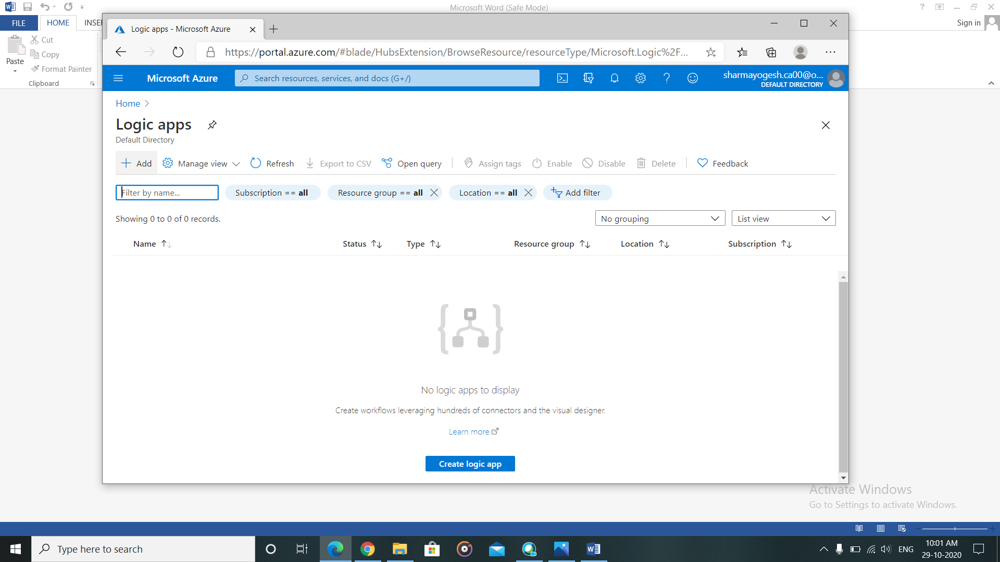 Microsoft Word (Safe Mode)
FILE
HOME
INSER
Sign in
Paste
Cut
Copy
Format Painter
Clipboard
Logic apps - Microsoft Azure
https://portal.azure.com/#blade/HubsExtension/BrowseResource/resourceType/Microsoft.Logic%2F...
Microsoft Azure
Search resources, services, and docs (G+/)
sharmayogesh.ca00@o...
DEFAULT DIRECTORY
Home
Logic apps
Default Directory
Add
Manage view
Refresh
Export to CSV
Open query
Assign tags
Enable
Disable
Delete
Feedback
Filter by name...
Subscription == all
Resource group == all
Location == all
Add filter
Showing 0 to 0 of 0 records.
No grouping
List view
Name
Status
Type
Resource group
Location
Subscription
No logic apps to display
Create workflows leveraging hundreds of connectors and the visual designer.
Learn more
Create logic app
Activate Windows
Go to Settings to activate Windows.
Type here to search
ENG
10:01 AM
29-10-2020